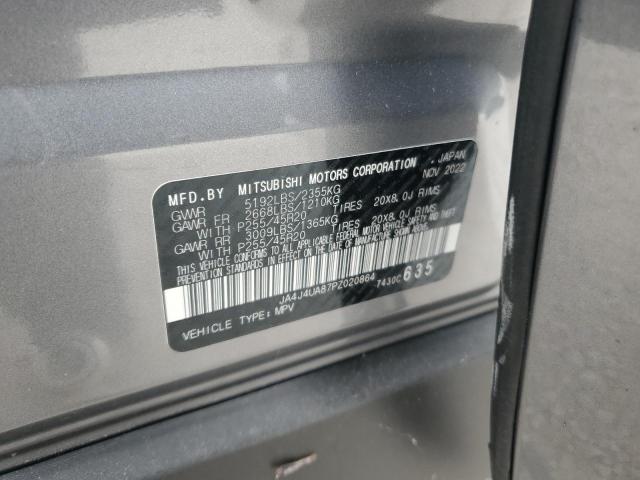 MFD.BY MITSUBISHI MOTORS CORPORATION, JAPAN
GVWR 5192LBS/2355KG NOV 2022
GAWR FR 2668LBS/1210KG
WITH P255/45R20 TIRES 20X8.0J RIMS
GAWR RR 3009LBS/1365KG
WITH P255/45R20 TIRES 20X8.0J RIMS
THIS VEHICLE CONFORMS TO ALL APPLICABLE
FEDERAL MOTOR VEHICLE SAFETY AND THEFT
PREVENTION STANDARDS IN EFFECT ON THE DATE OF MANUFACTURE SHOWN ABOVE.
JA4J4UA87PZ020864 7430C 635
VEHICLE TYPE: MPV